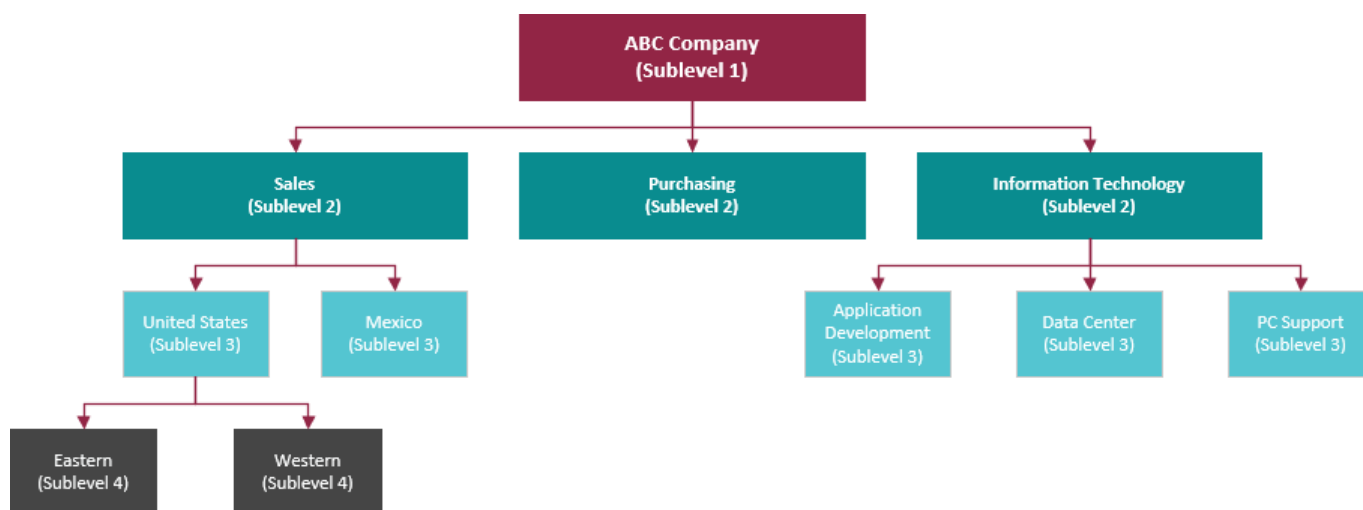 ABC Company
(Sublevel 1)
Sales
(Sublevel 2)
Purchasing
(Sublevel 2)
Information Technology
(Sublevel 2)
United States
(Sublevel 3)
Mexico
(Sublevel 3)
Application
Development
(Sublevel 3)
Data Center
(Sublevel 3)
PC Support
(Sublevel 3)
Eastern
(Sublevel 4)
Western
(Sublevel 4)